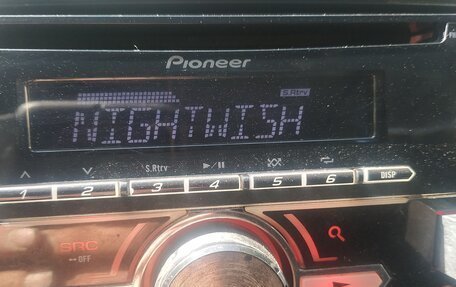 Pioneer
S.Rtrv
NIGHTWISH
S.Rtrv
1 2 3 4 5 6 DISP
SRC
OFF